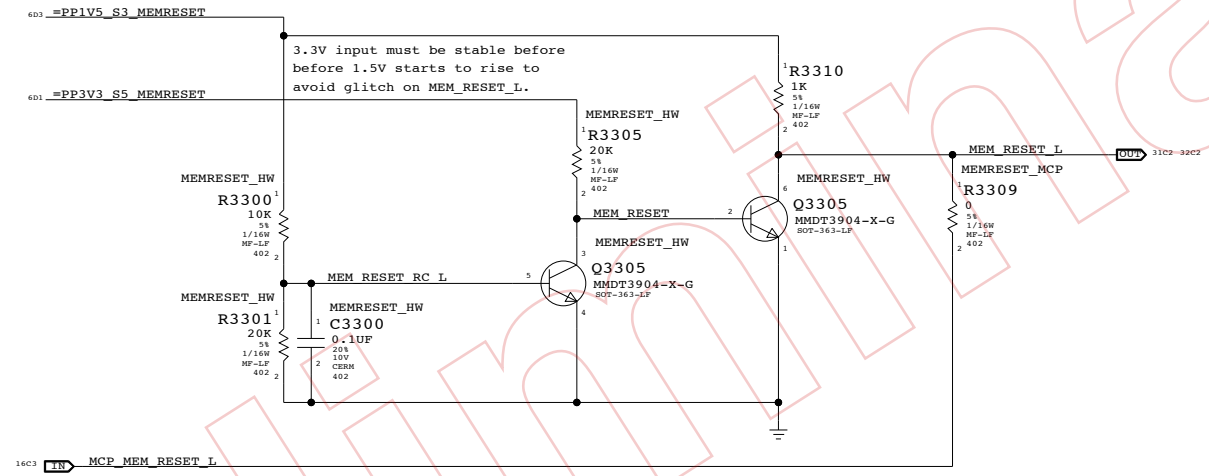 6D3 =PP1V5_S3_MEMRESET
3.3V input must be stable before
before 1.5V starts to rise to
avoid glitch on MEM_RESET_L.
6D1 =PP3V3_S5_MEMRESET
1
R3310
1K
5%
1/16W
MF-LF
402
2
MEMRESET_HW
1
R3305
20K
5%
1/16W
MF-LF
402
2
MEM_RESET_L
OUT 31C2 32C2
MEMRESET_MCP
1
R3309
0
5%
1/16W
MF-LF
402
2
MEMRESET_HW
R3300 1
10K
5%
1/16W
MF-LF
402 2
MEM_RESET
2
MEMRESET_HW
6
Q3305
MMDT3904-X-G
SOT-363-LF
1
MEMRESET_HW
3
Q3305
MMDT3904-X-G
SOT-363-LF
4
MEM_RESET_RC_L
5
MEMRESET_HW
R3301 1
20K
5%
1/16W
MF-LF
402 2
MEMRESET_HW
1
C3300
0.1UF
20%
10V
CERM
402
2
16C3 IN MCP_MEM_RESET_L